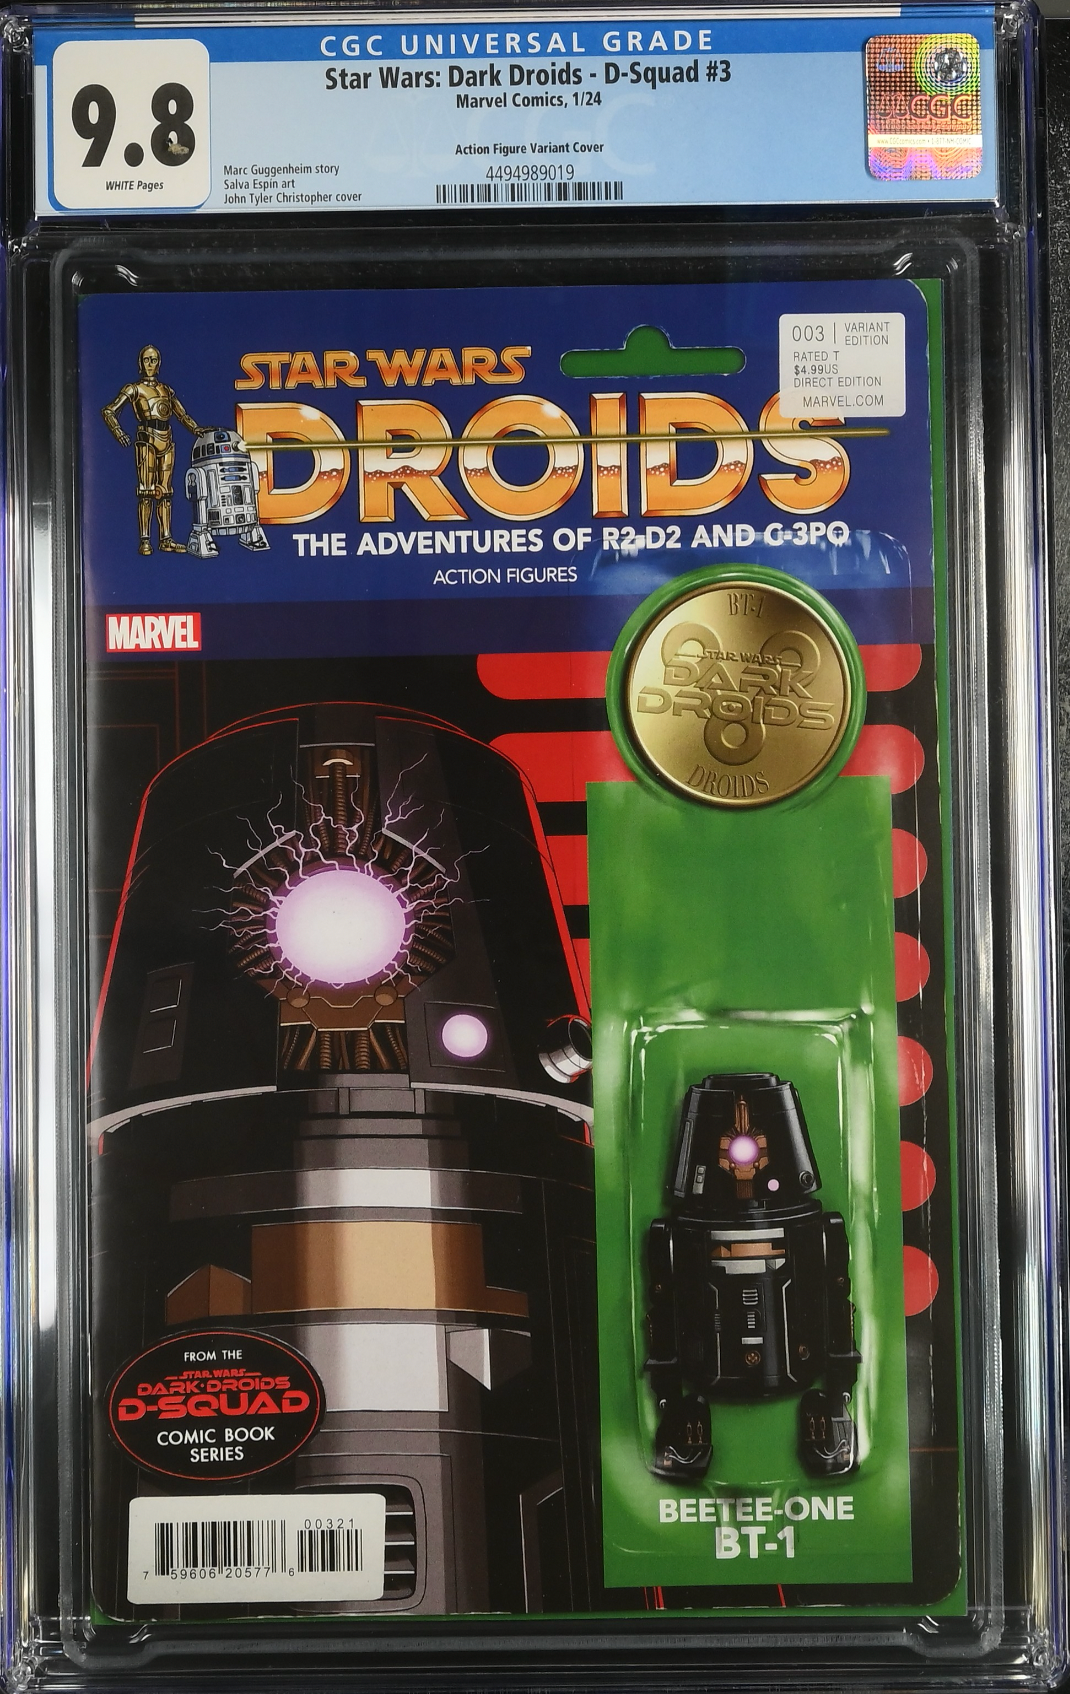 CGC UNIVERSAL GRADE
9.8
WHITE Pages
Star Wars: Dark Droids - D-Squad #3
Marvel Comics, 1/24
Action Figure Variant Cover
Marc Guggenheim story
Salva Espin art
John Tyler Christopher cover
4494989019
CGC
003 | VARIANT EDITION
RATED T
$4.99US
DIRECT EDITION
MARVEL.COM
STAR WARS
DROIDS
THE ADVENTURES OF R2-D2 AND C-3PO
ACTION FIGURES
MARVEL
BT-1
STAR WARS
DARK
DROIDS
DROIDS
FROM THE
STAR WARS
DARK DROIDS
D-SQUAD
COMIC BOOK
SERIES
00321
7 59606 20577 6
BEETEE-ONE
BT-1